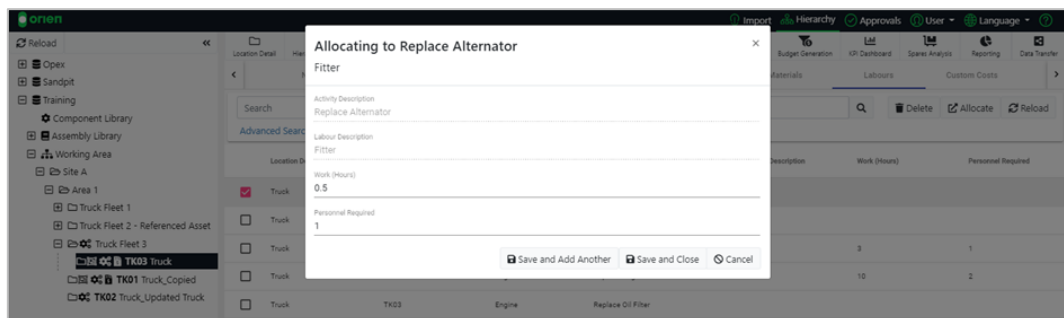 orien
Import
Hierarchy
Approvals
User
Language
Reload
«
Location Detail
Budget Generation
KPI Dashboard
Spares Analysis
Reporting
Data Transfer
Opex
Sandpit
Training
Component Library
Assembly Library
Working Area
Site A
Area 1
Truck Fleet 1
Truck Fleet 2 - Referenced Asset
Truck Fleet 3
TK03 Truck
TK01 Truck_Copied
TK02 Truck_Updated Truck
Materials
Labours
Custom Costs
Search
Delete
Allocate
Reload
Advanced Search
Description
Work (Hours)
Personnel Required
Truck
Truck
Truck
3
1
Truck
10
2
Truck
TK03
Engine
Replace Oil Filter
Allocating to Replace Alternator
×
Fitter
Activity Description
Replace Alternator
Labour Description
Fitter
Work (Hours)
0.5
Personnel Required
1
Save and Add Another
Save and Close
Cancel